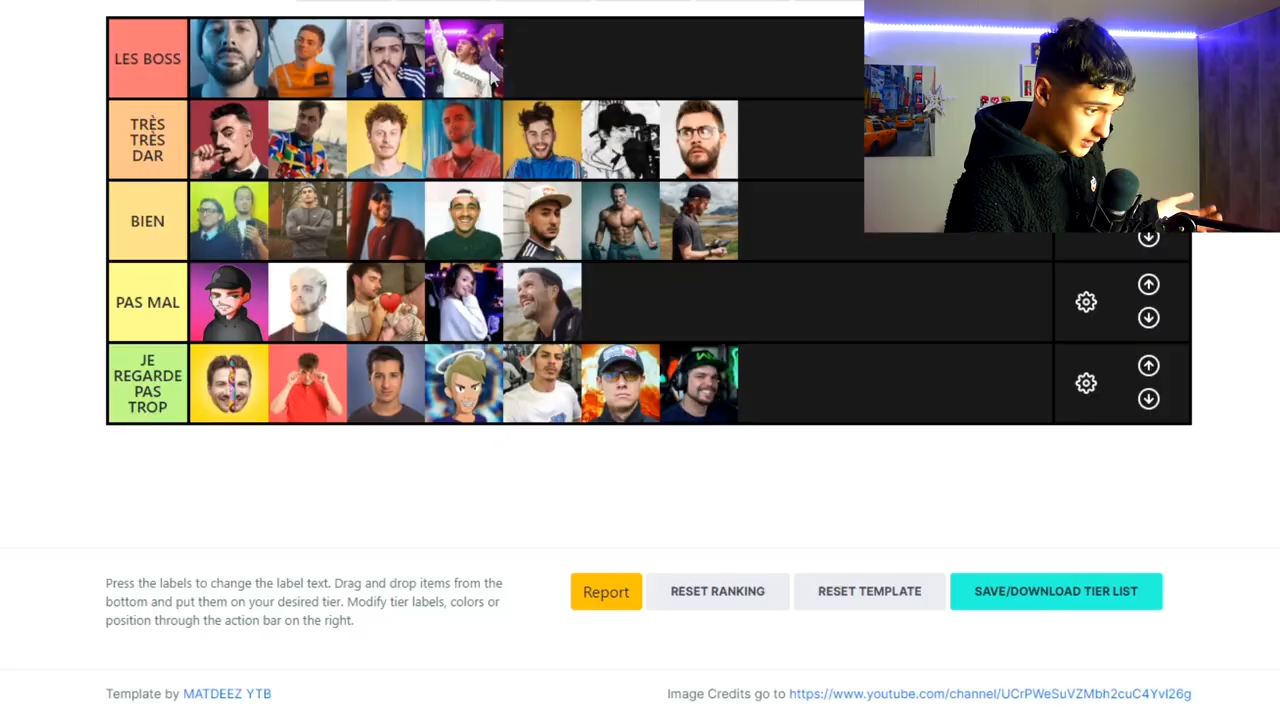 LES BOSS
LACOSTE
TRÈS
TRÈS
DAR
BIEN
PAS MAL
JE
REGARDE
PAS
TROP
Press the labels to change the label text. Drag and drop items from the
bottom and put them on your desired tier. Modify tier labels, colors or
position through the action bar on the right.
Report
RESET RANKING
RESET TEMPLATE
SAVE/DOWNLOAD TIER LIST
Template by MATDEEZ YTB
Image Credits go to https://www.youtube.com/channel/UCrPWeSuVZMbh2cuC4YvI26g